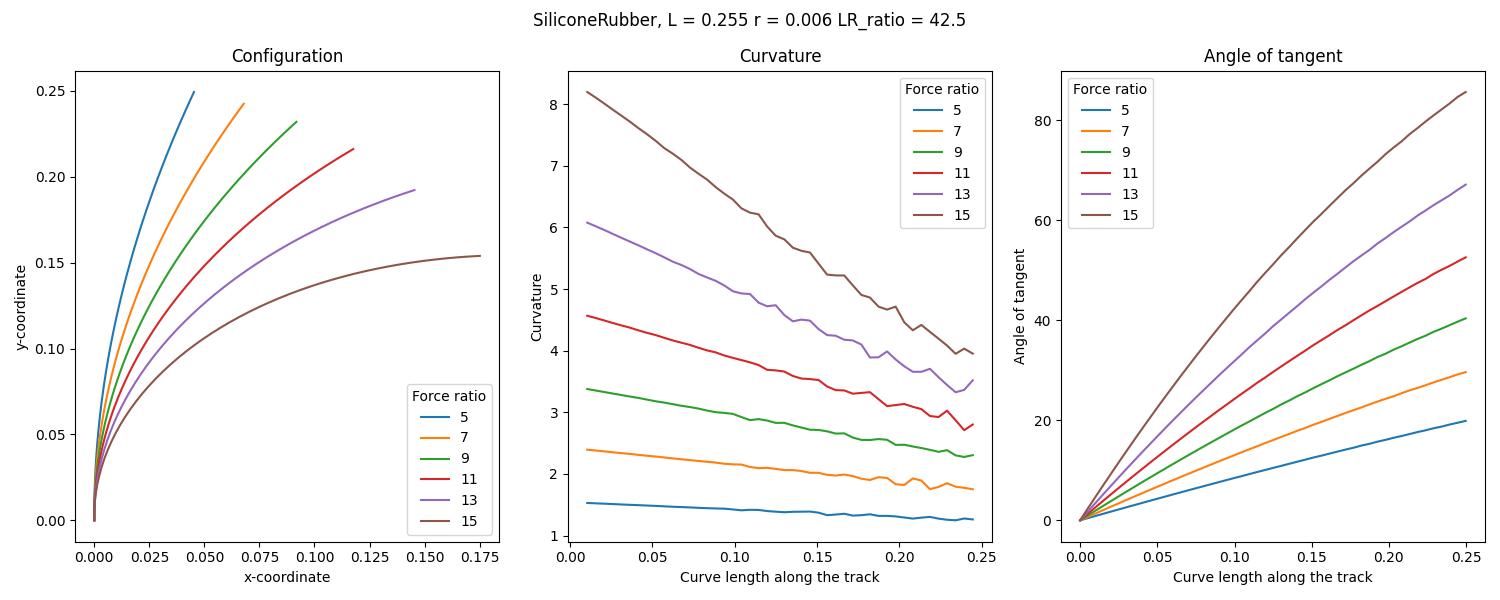 SiliconeRubber, L = 0.255 r = 0.006 LR_ratio = 42.5
Configuration
y-coordinate
0.25
0.20
0.15
0.10
0.05
0.00
Force ratio
5
7
9
11
13
15
0.000 0.025 0.050 0.075 0.100 0.125 0.150 0.175
x-coordinate
Curvature
Curvature
8
7
6
5
4
3
2
1
Force ratio
5
7
9
11
13
15
0.00 0.05 0.10 0.15 0.20 0.25
Curve length along the track
Angle of tangent
Angle of tangent
80
60
40
20
0
Force ratio
5
7
9
11
13
15
0.00 0.05 0.10 0.15 0.20 0.25
Curve length along the track